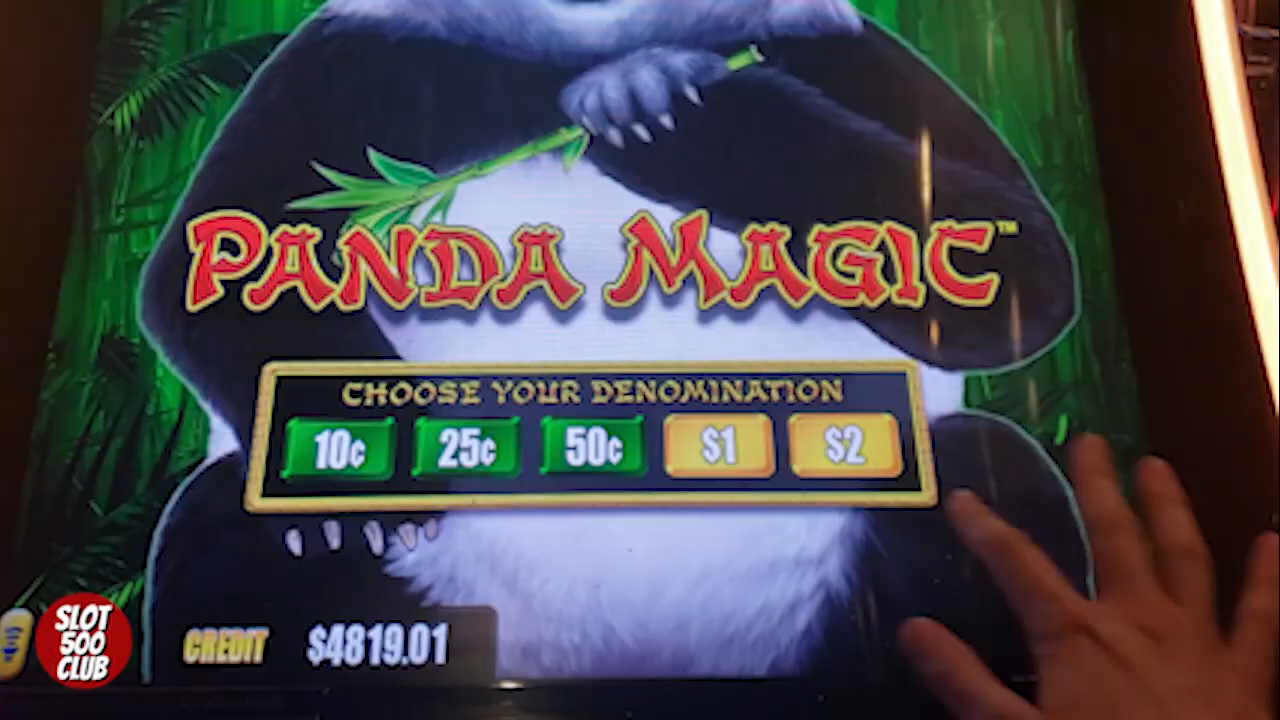 PANDA MAGIC™
CHOOSE YOUR DENOMINATION
10¢ 25¢ 50¢ $1 $2
CREDIT $4819.01
SLOT
500
CLUB